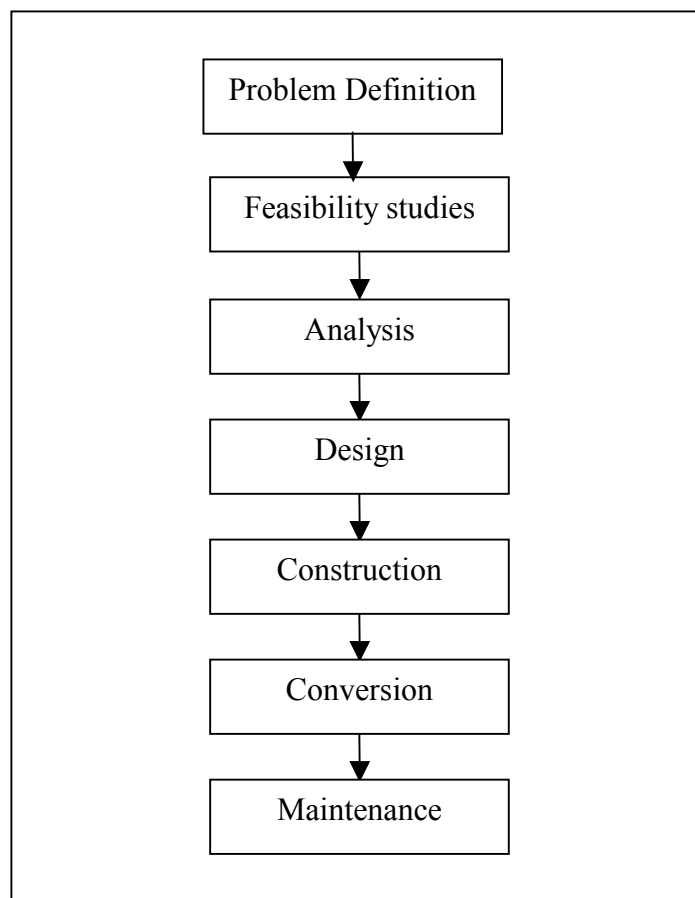 Problem Definition
Feasibility studies
Analysis
Design
Construction
Conversion
Maintenance